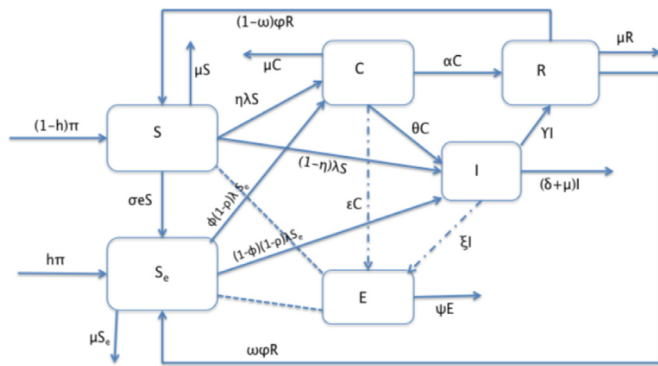 (1-ω)φR
μR
μS
μC
C
αC
R
ηλS
(1-h)π
S
θC
γI
(1-η)λS
I
(δ+μ)I
σeS
ϕ(1-ρ)λSe
εC
(1-ϕ)(1-ρ)λSe
ξI
hπ
Se
E
ψE
μSe
ωφR